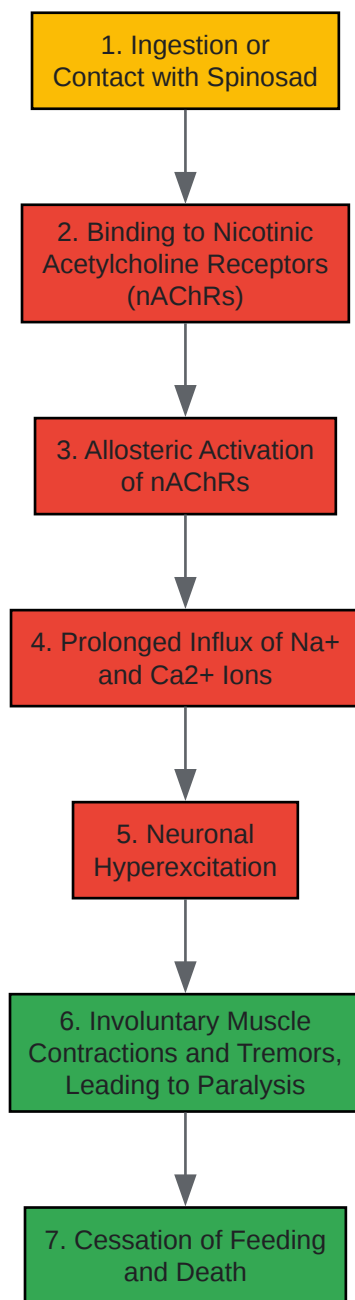 1. Ingestion or
Contact with Spinosad
2. Binding to Nicotinic
Acetylcholine Receptors
(nAChRs)
3. Allosteric Activation
of nAChRs
4. Prolonged Influx of Na+
and Ca2+ Ions
5. Neuronal
Hyperexcitation
6. Involuntary Muscle
Contractions and Tremors,
Leading to Paralysis
7. Cessation of Feeding
and Death